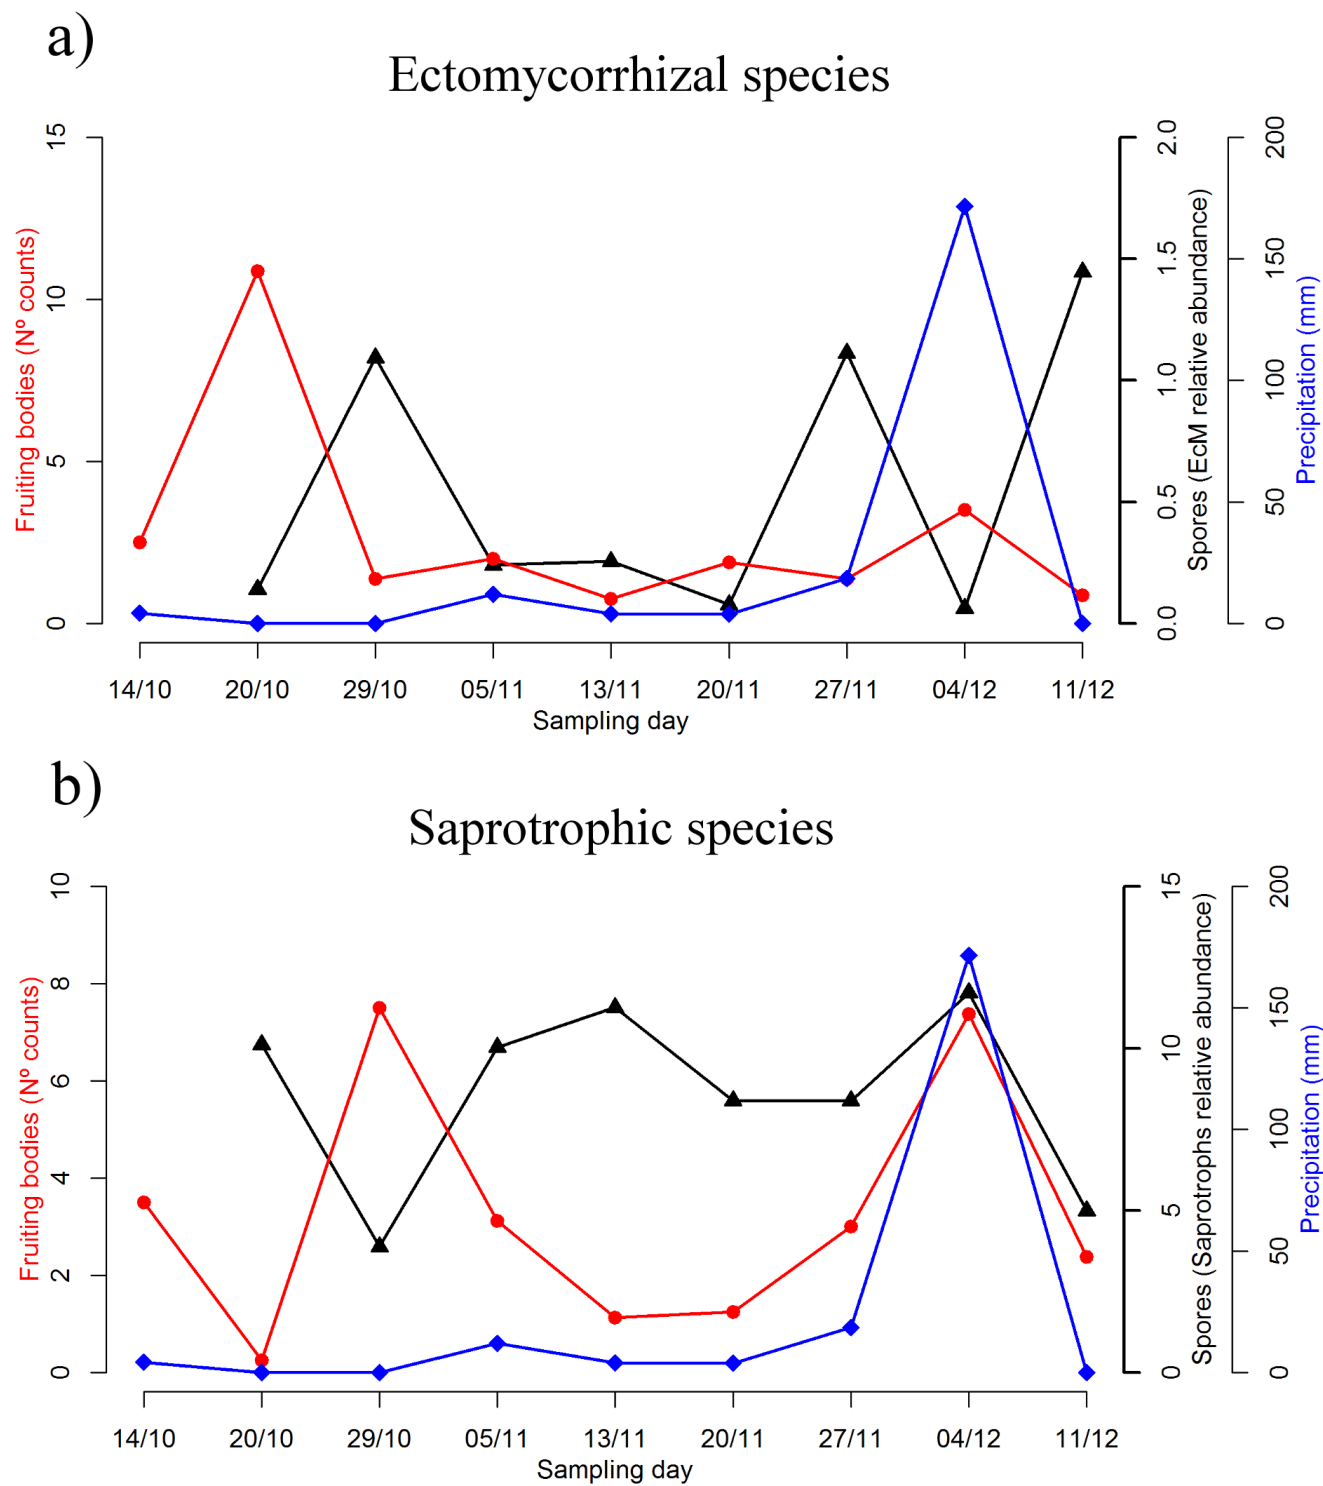 a)
Ectomycorrhizal species
Fruiting bodies (Nº counts)
0 5 10 15
Spores (EcM relative abundance)
0.0 0.5 1.0 1.5 2.0
Precipitation (mm)
0 50 100 150 200
14/10 20/10 29/10 05/11 13/11 20/11 27/11 04/12 11/12
Sampling day
b)
Saprotrophic species
Fruiting bodies (Nº counts)
0 2 4 6 8 10
Spores (Saprotrophs relative abundance)
0 5 10 15
Precipitation (mm)
0 50 100 150 200
14/10 20/10 29/10 05/11 13/11 20/11 27/11 04/12 11/12
Sampling day